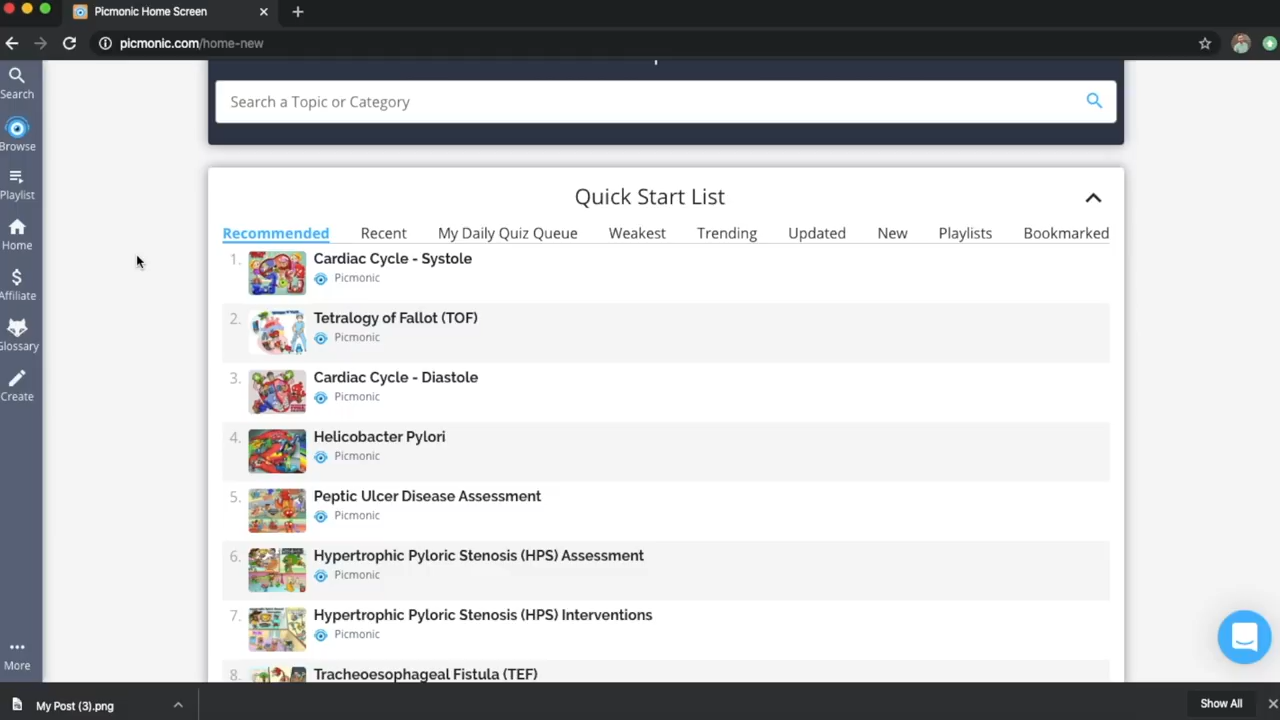 Picmonic Home Screen
picmonic.com/home-new
Search
Browse
Playlist
Home
Affiliate
Glossary
Create
More
Search a Topic or Category
Quick Start List
Recommended Recent My Daily Quiz Queue Weakest Trending Updated New Playlists Bookmarked
1. Cardiac Cycle - Systole
Picmonic
2. Tetralogy of Fallot (TOF)
Picmonic
3. Cardiac Cycle - Diastole
Picmonic
4. Helicobacter Pylori
Picmonic
5. Peptic Ulcer Disease Assessment
Picmonic
6. Hypertrophic Pyloric Stenosis (HPS) Assessment
Picmonic
7. Hypertrophic Pyloric Stenosis (HPS) Interventions
Picmonic
8. Tracheoesophageal Fistula (TEF)
My Post (3).png
Show All